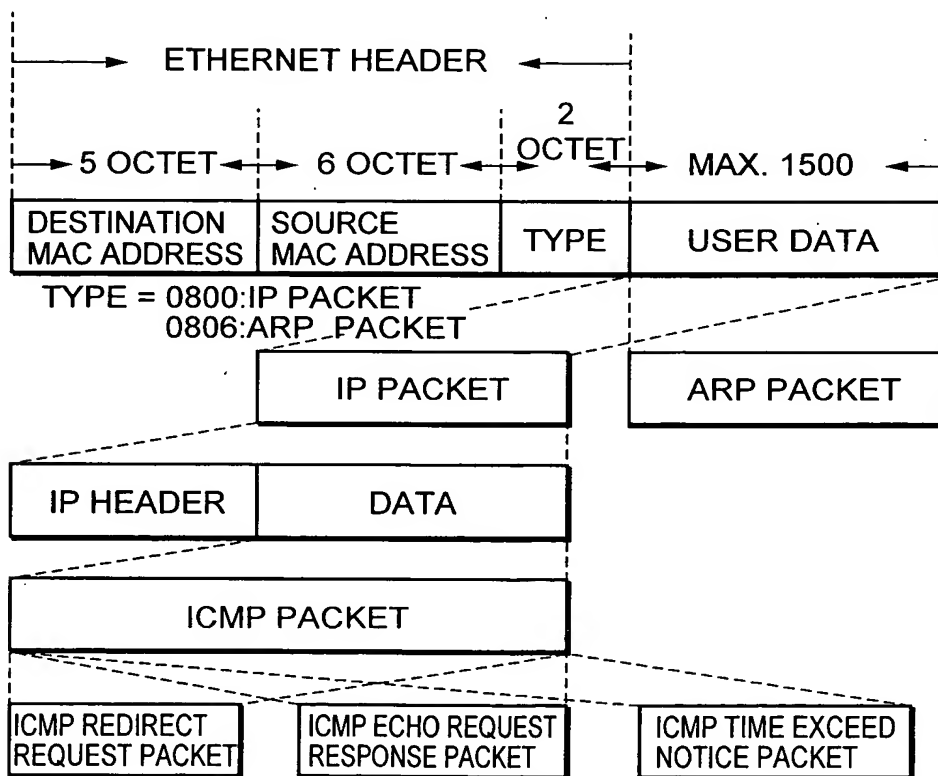 ETHERNET HEADER
2
OCTET
5 OCTET
6 OCTET
MAX. 1500
DESTINATION
MAC ADDRESS
SOURCE
MAC ADDRESS
TYPE
USER DATA
TYPE = 0800:IP PACKET
0806:ARP PACKET
IP PACKET
ARP PACKET
IP HEADER
DATA
ICMP PACKET
ICMP REDIRECT
REQUEST PACKET
ICMP ECHO REQUEST
RESPONSE PACKET
ICMP TIME EXCEED
NOTICE PACKET